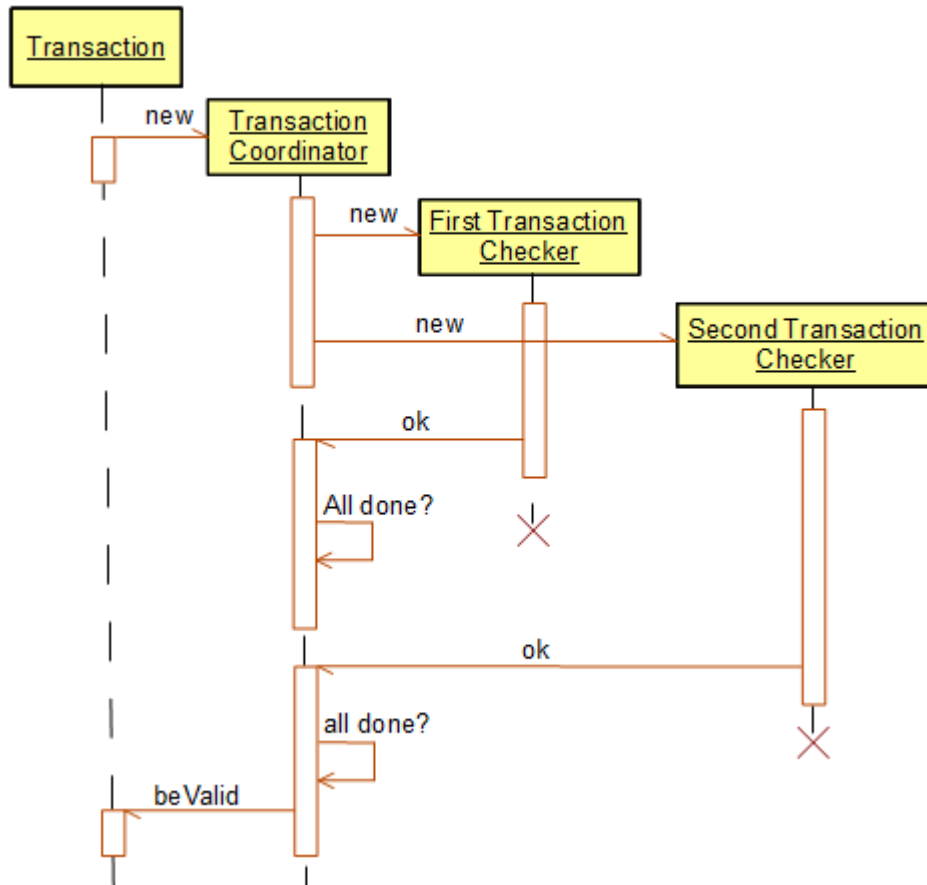 Transaction
new
Transaction
Coordinator
new
First Transaction
Checker
new
Second Transaction
Checker
ok
All done?
ok
all done?
beValid